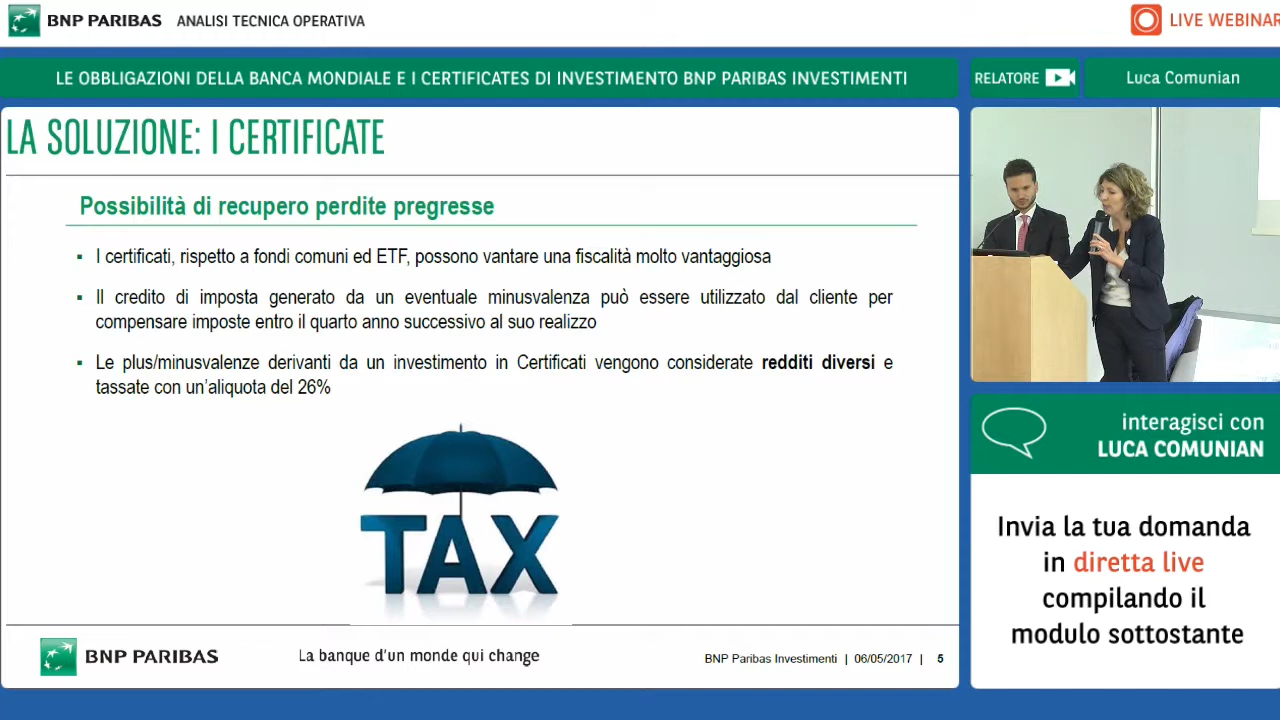 BNP PARIBAS ANALISI TECNICA OPERATIVA
LIVE WEBINAR
LE OBBLIGAZIONI DELLA BANCA MONDIALE E I CERTIFICATES DI INVESTIMENTO BNP PARIBAS INVESTIMENTI
RELATORE
Luca Comunian
LA SOLUZIONE: I CERTIFICATE
Possibilità di recupero perdite pregresse
▪ I certificati, rispetto a fondi comuni ed ETF, possono vantare una fiscalità molto vantaggiosa
▪ Il credito di imposta generato da un eventuale minusvalenza può essere utilizzato dal cliente per
compensare imposte entro il quarto anno successivo al suo realizzo
▪ Le plus/minusvalenze derivanti da un investimento in Certificati vengono considerate redditi diversi e
tassate con un'aliquota del 26%
TAX
BNP PARIBAS
La banque d'un monde qui change
BNP Paribas Investimenti | 06/05/2017 | 5
interagisci con
LUCA COMUNIAN
Invia la tua domanda
in diretta live
compilando il
modulo sottostante